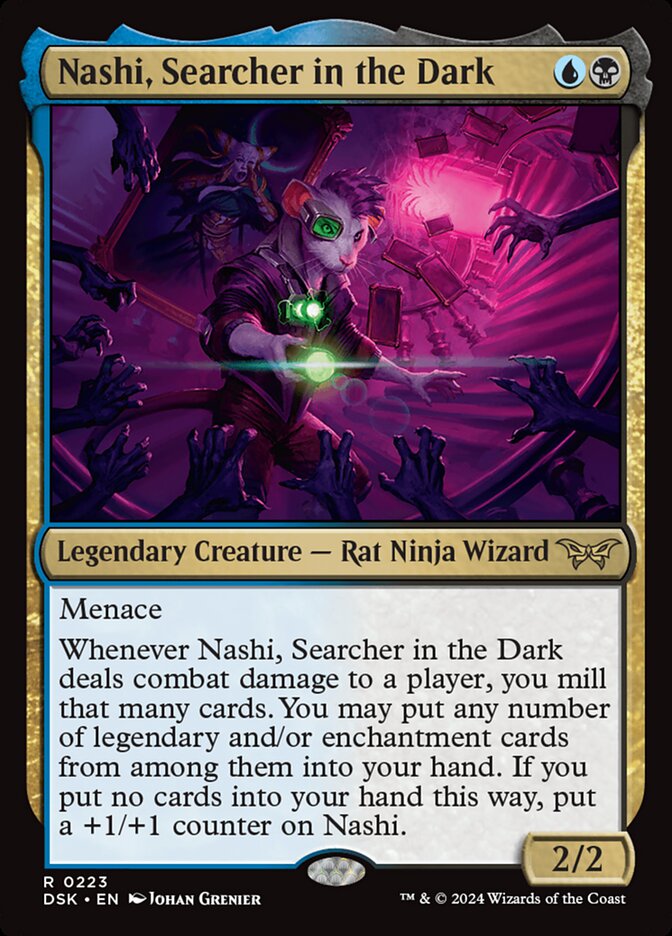 Nashi, Searcher in the Dark
Legendary Creature — Rat Ninja Wizard
Menace
Whenever Nashi, Searcher in the Dark
deals combat damage to a player, you mill
that many cards. You may put any number
of legendary and/or enchantment cards
from among them into your hand. If you
put no cards into your hand this way, put
a +1/+1 counter on Nashi.
2/2
R 0223
DSK • EN Johan Grenier
™ & © 2024 Wizards of the Coast